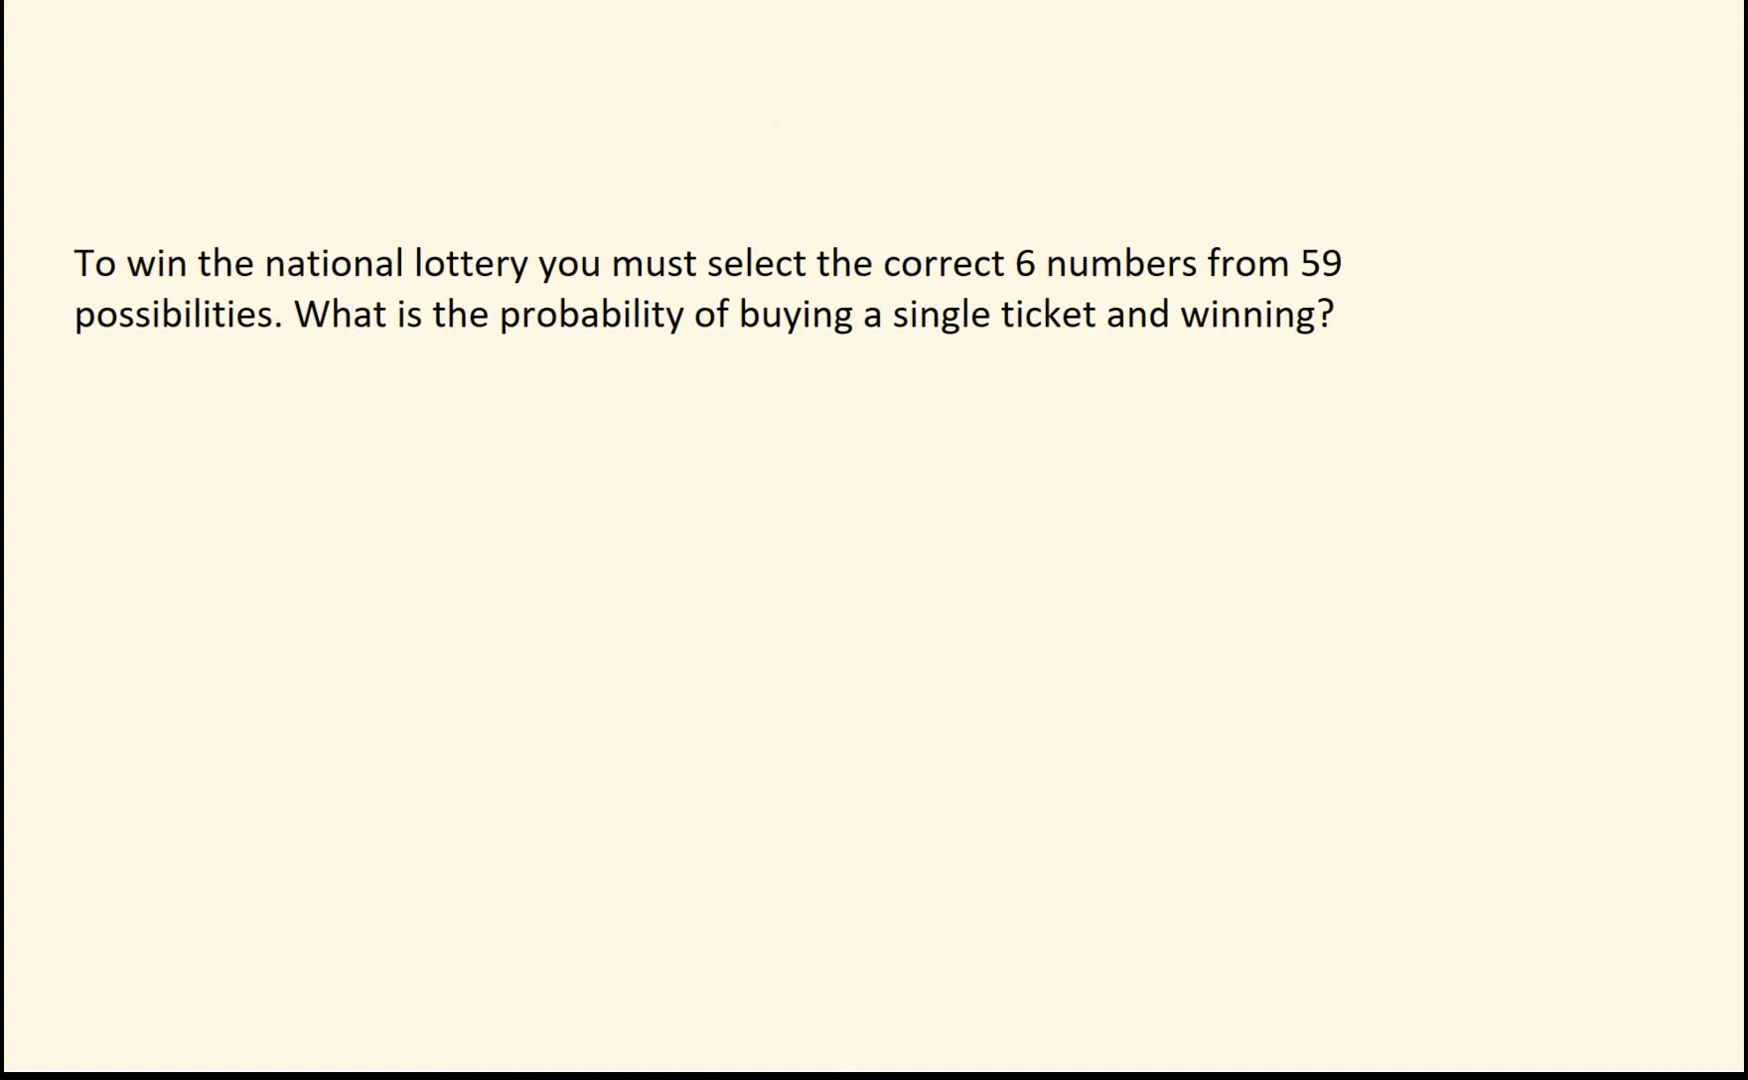 To win the national lottery you must select the correct 6 numbers from 59
possibilities. What is the probability of buying a single ticket and winning?